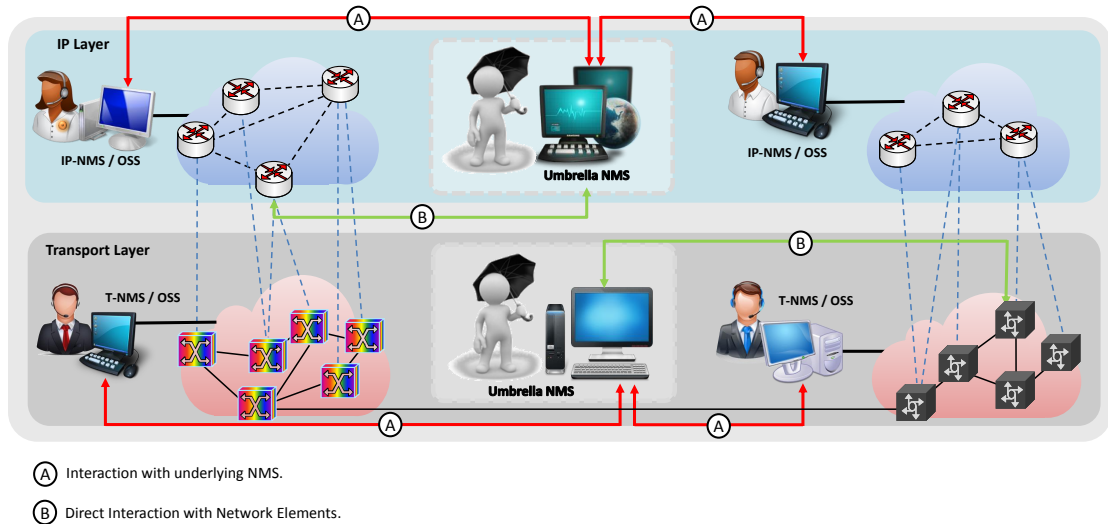 A
A
IP Layer
IP-NMS / OSS
Umbrella NMS
IP-NMS / OSS
B
Transport Layer
B
T-NMS / OSS
T-NMS / OSS
Umbrella NMS
A
A
A Interaction with underlying NMS.
B Direct Interaction with Network Elements.